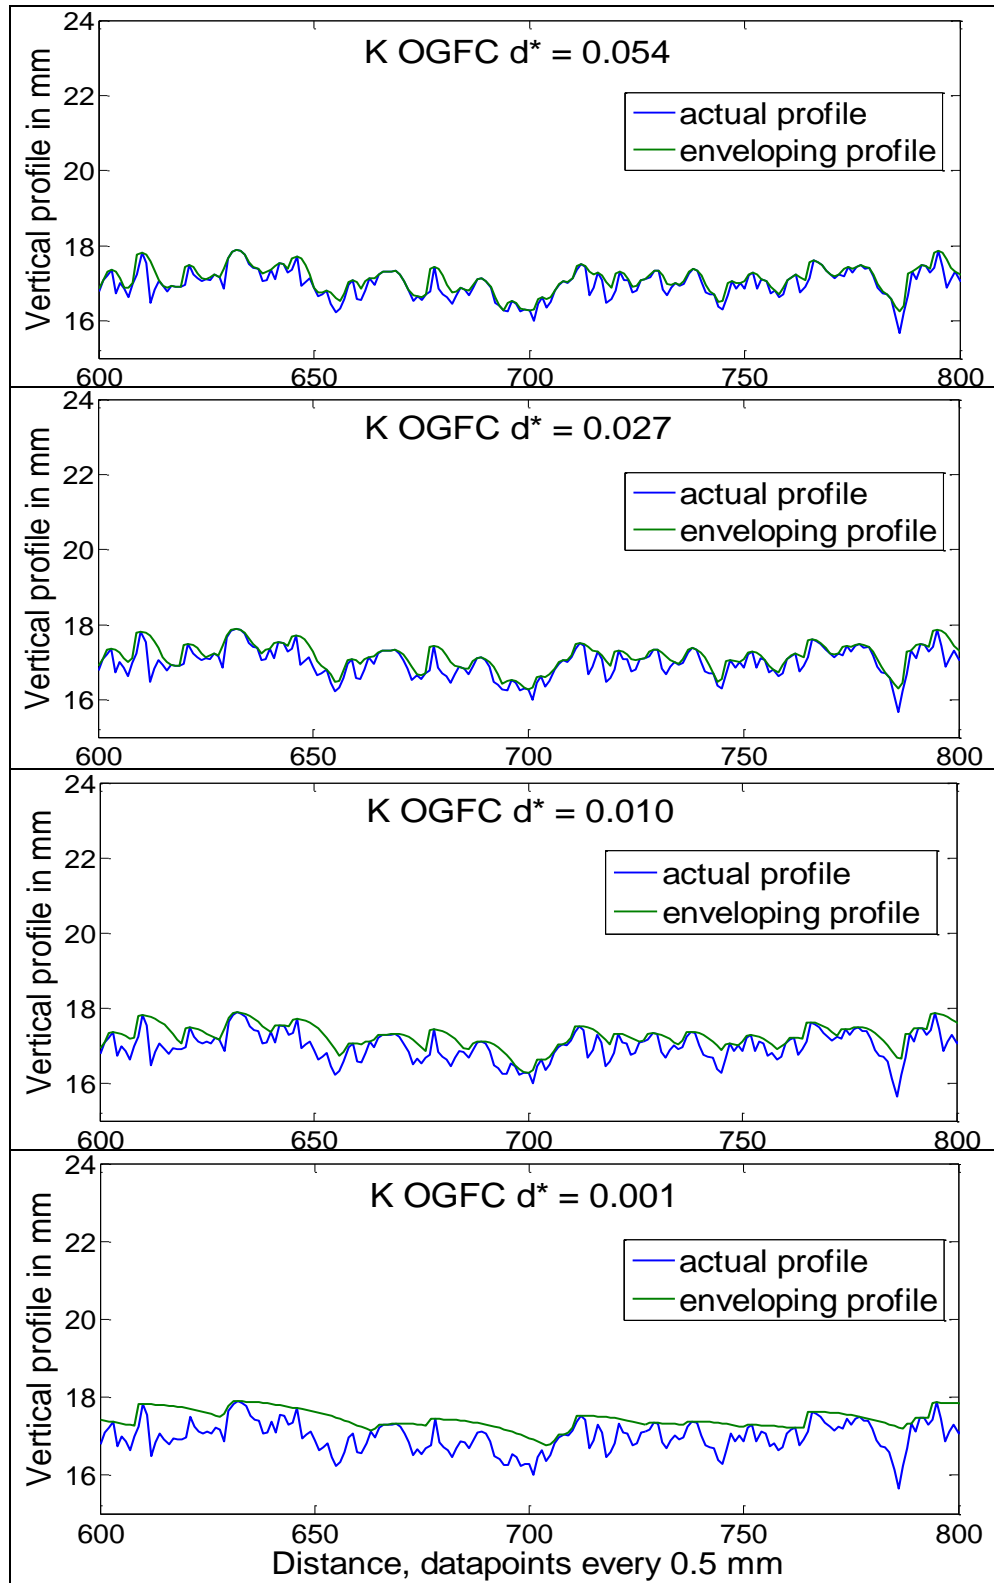 K OGFC d* = 0.054
Vertical profile in mm
24
22
20
18
16
actual profile
enveloping profile
600
650
700
750
800
K OGFC d* = 0.027
Vertical profile in mm
24
22
20
18
16
actual profile
enveloping profile
600
650
700
750
800
K OGFC d* = 0.010
Vertical profile in mm
24
22
20
18
16
actual profile
enveloping profile
600
650
700
750
800
K OGFC d* = 0.001
Vertical profile in mm
24
22
20
18
16
actual profile
enveloping profile
600
650
700
750
800
Distance, datapoints every 0.5 mm